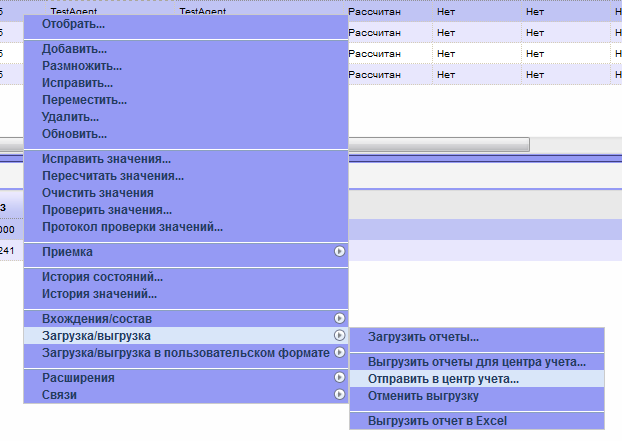 5 TestAgent TestAgent Рассчитан Нет Нет Н
Отобрать...
5 Рассчитан Нет Нет Н
Добавить...
5 Рассчитан Нет Нет Н
Размножить...
5 Рассчитан Нет Нет Н
Исправить...
Переместить...
Удалить...
Обновить...
Исправить значения...
Пересчитать значения...
Очистить значения
3 Проверить значения...
000 Протокол проверки значений...
241 Приемка
История состояний...
История значений...
Вхождения/состав
Загрузка/выгрузка
Загрузка/выгрузка в пользовательском формате
Расширения
Связи
Загрузить отчеты...
Выгрузить отчеты для центра учета...
Отправить в центр учета...
Отменить выгрузку
Выгрузить отчет в Excel